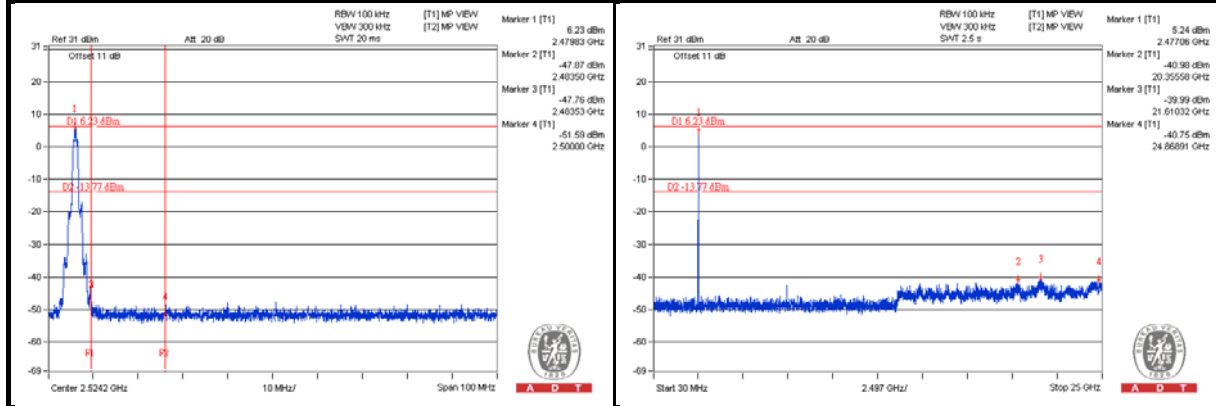 RBW 100 kHz [T1] MP VIEW
VBW 300 kHz [T2] MP VIEW
Ref 31 dBm Att 20 dB SWT 20 ms
Marker 1 [T1]
6.23 dBm
2.47983 GHz
Marker 2 [T1]
-47.87 dBm
2.48350 GHz
Marker 3 [T1]
-47.76 dBm
2.48353 GHz
Marker 4 [T1]
-51.59 dBm
2.50000 GHz
31
Offset 11 dB
20
10
1
D1 6.23 dBm
0
-10
D2 -13.77 dBm
-20
-30
-40
3
4
-50
-60
F1 F2
-69
Center 2.5242 GHz 10 MHz/ Span 100 MHz
BUREAU VERITAS
1828
A D T
RBW 100 kHz [T1] MP VIEW
VBW 300 kHz [T2] MP VIEW
Ref 31 dBm Att 20 dB SWT 2.5 s
Marker 1 [T1]
5.24 dBm
2.47706 GHz
Marker 2 [T1]
-40.98 dBm
20.35558 GHz
Marker 3 [T1]
-39.99 dBm
21.61032 GHz
Marker 4 [T1]
-40.75 dBm
24.86891 GHz
31
Offset 11 dB
20
10
1
D1 6.23 dBm
0
-10
D2 -13.77 dBm
-20
-30
2 3 4
-40
-50
-60
-69
Start 30 MHz 2.497 GHz/ Stop 25 GHz
BUREAU VERITAS
1828
A D T